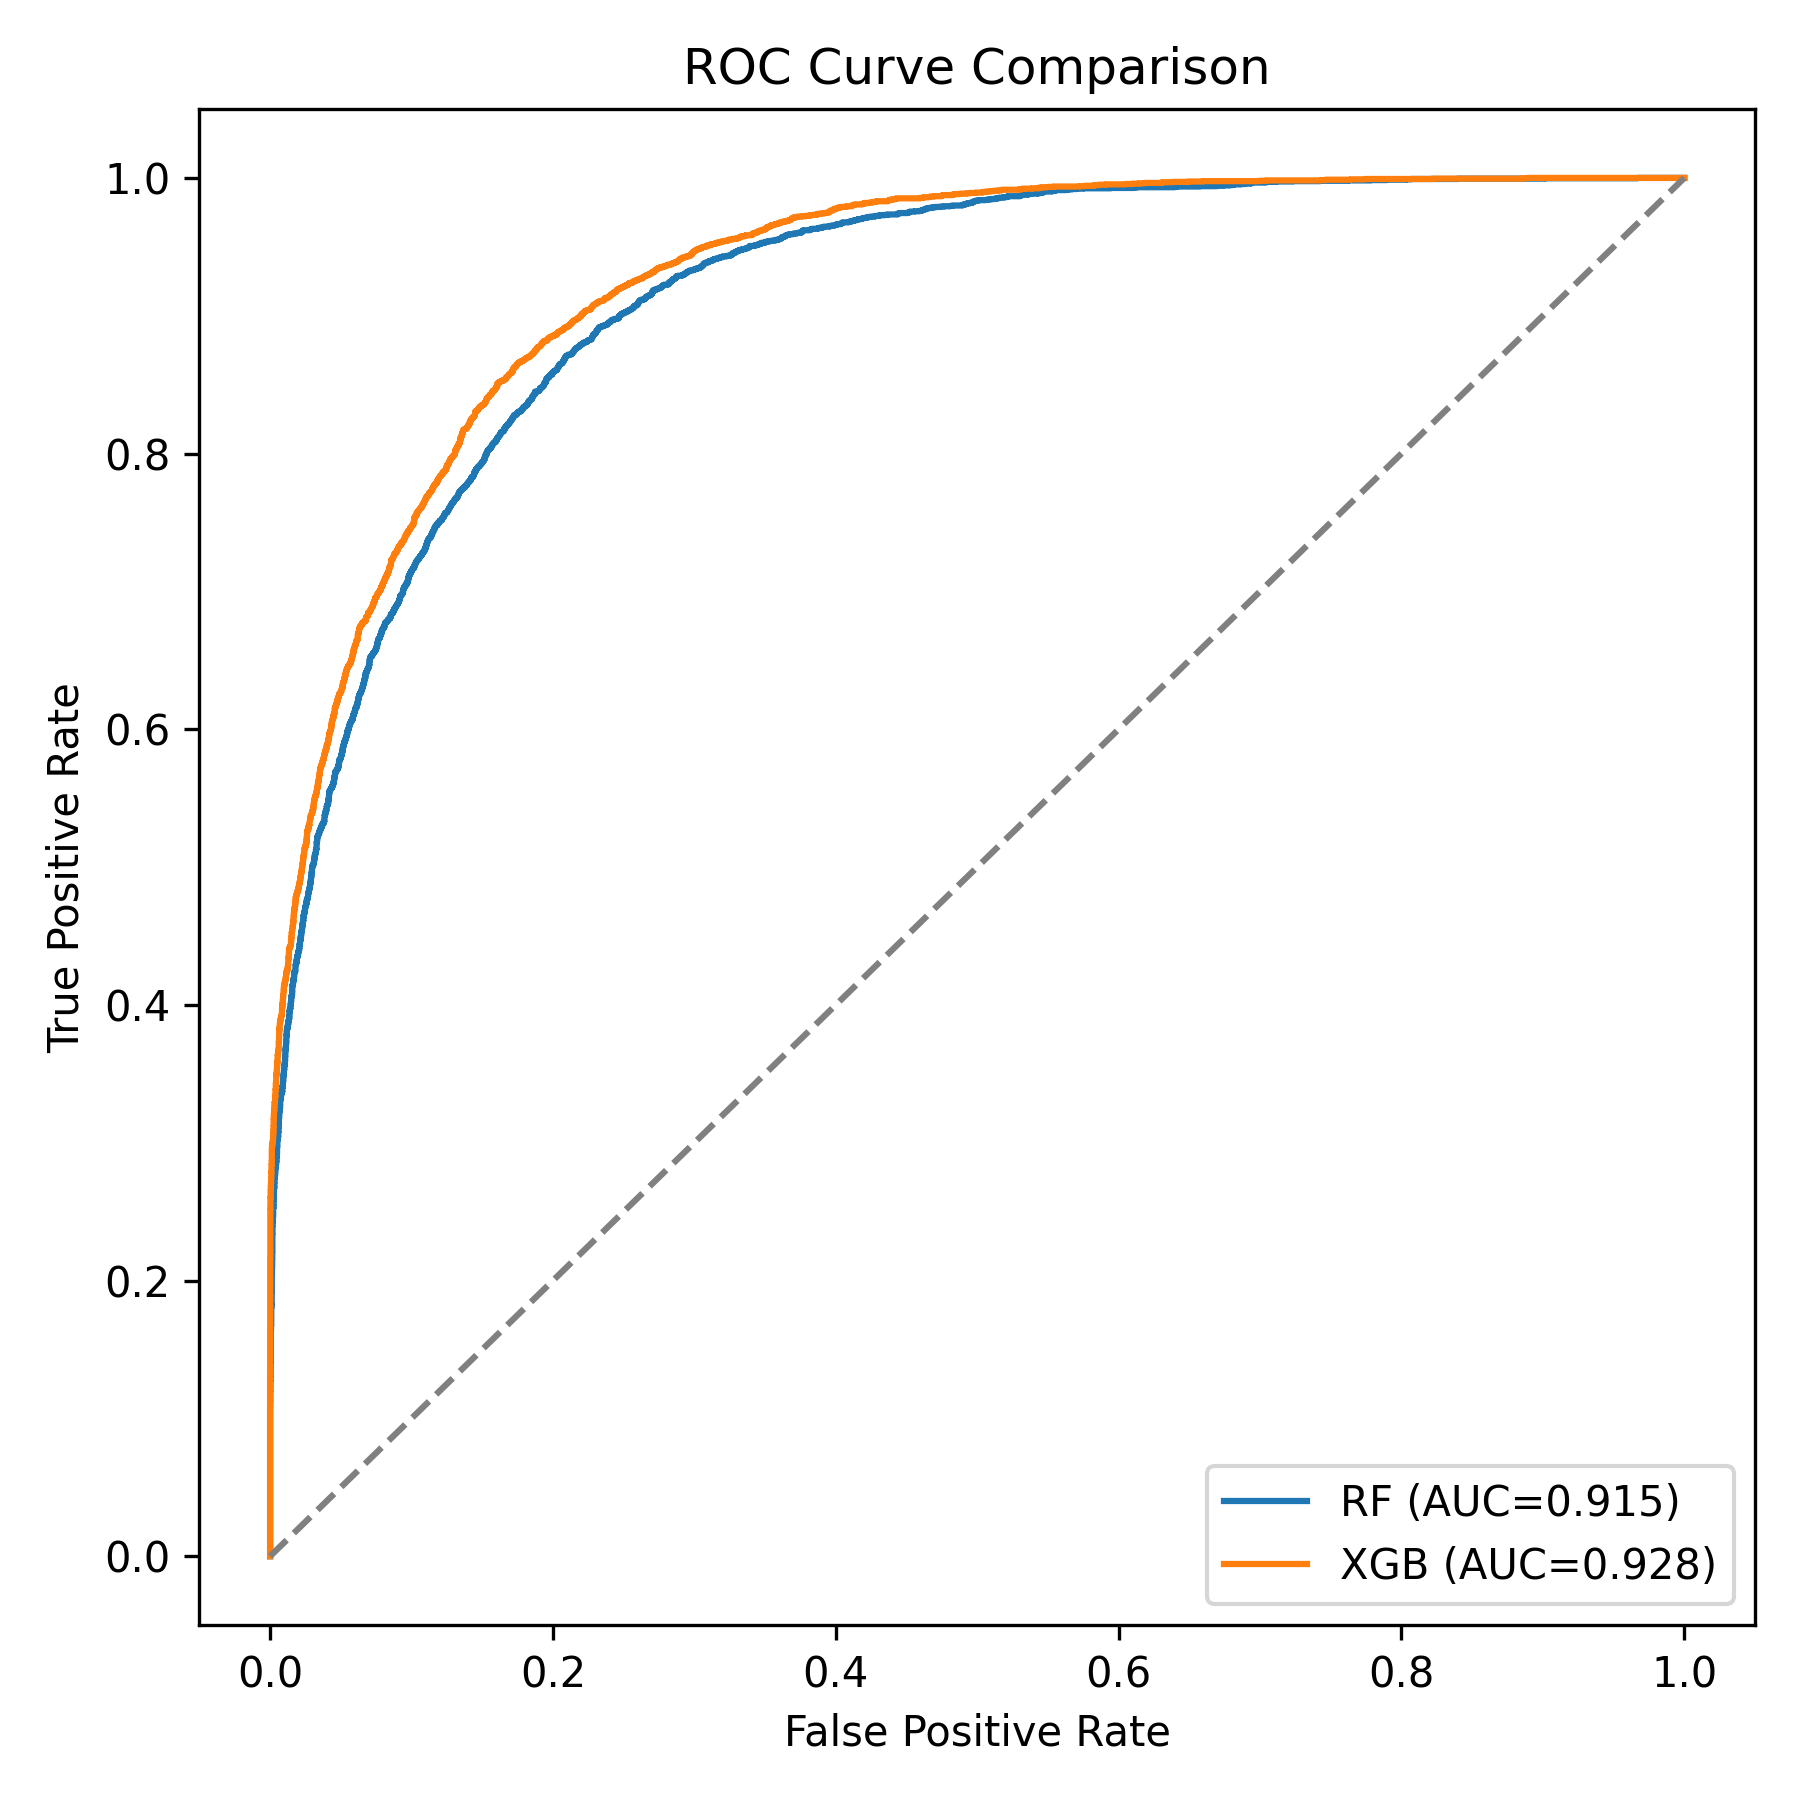 ROC Curve Comparison
1.0
0.8
0.6
0.4
0.2
0.0
True Positive Rate
RF (AUC=0.915)
XGB (AUC=0.928)
0.0 0.2 0.4 0.6 0.8 1.0
False Positive Rate